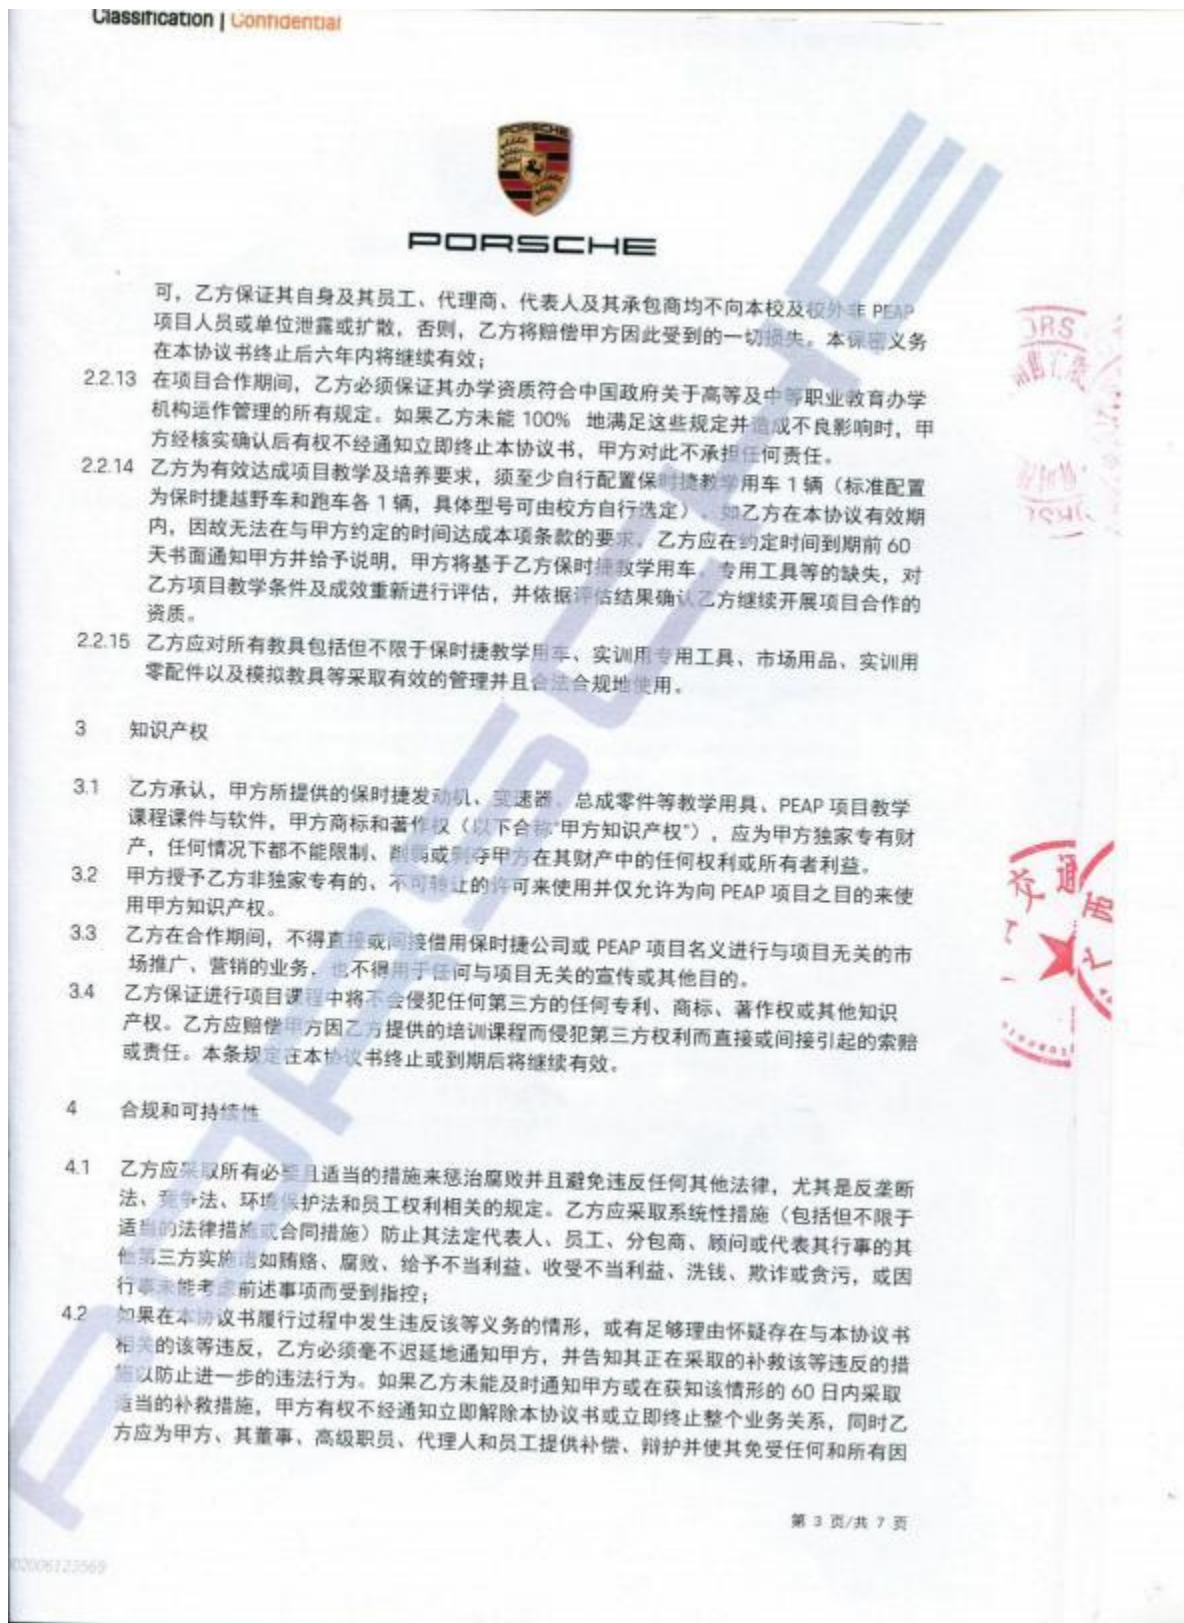 Classification | Confidential
PORSCHE
PORSCHE
可，乙方保证其自身及其员工、代理商、代表人及其承包商均不向本校及校外非 PEAP
项目人员或单位泄露或扩散，否则，乙方将赔偿甲方因此受到的一切损失。本保密义务
在本协议书终止后六年内将继续有效；
2.2.13 在项目合作期间，乙方必须保证其办学资质符合中国政府关于高等及中等职业教育办学
机构运作管理的所有规定。如果乙方未能 100% 地满足这些规定并造成不良影响时，甲
方经核实确认后有权不经通知立即终止本协议书，甲方对此不承担任何责任。
2.2.14 乙方为有效达成项目教学及培养要求，须至少自行配置保时捷教学用车 1 辆（标准配置
为保时捷越野车和跑车各 1 辆，具体型号可由校方自行选定）。如乙方在本协议有效期
内，因故无法在与甲方约定的时间达成本项条款的要求，乙方应在约定时间到期前 60
天书面通知甲方并给予说明，甲方将基于乙方保时捷教学用车、专用工具等的缺失，对
乙方项目教学条件及成效重新进行评估，并依据评估结果确认乙方继续开展项目合作的
资质。
2.2.15 乙方应对所有教具包括但不限于保时捷教学用车、实训用专用工具、市场用品、实训用
零配件以及模拟教具等采取有效的管理并且合法合规地使用。
3 知识产权
3.1 乙方承认，甲方所提供的保时捷发动机、变速器、总成零件等教学用具、PEAP 项目教学
课程课件与软件，甲方商标和著作权（以下合称"甲方知识产权"），应为甲方独家专有财
产，任何情况下都不能限制、削弱或剥夺甲方在其财产中的任何权利或所有者利益。
3.2 甲方授予乙方非独家专有的、不可转让的许可来使用并仅允许为向 PEAP 项目之目的来使
用甲方知识产权。
3.3 乙方在合作期间，不得直接或间接借用保时捷公司或 PEAP 项目名义进行与项目无关的市
场推广、营销的业务，也不得用于任何与项目无关的宣传或其他目的。
3.4 乙方保证进行项目课程中将不会侵犯任何第三方的任何专利、商标、著作权或其他知识
产权。乙方应赔偿甲方因乙方提供的培训课程而侵犯第三方权利而直接或间接引起的索赔
或责任。本条规定在本协议书终止或到期后将继续有效。
4 合规和可持续性
4.1 乙方应采取所有必要且适当的措施来惩治腐败并且避免违反任何其他法律，尤其是反垄断
法、竞争法、环境保护法和员工权利相关的规定。乙方应采取系统性措施（包括但不限于
适当的法律措施或合同措施）防止其法定代表人、员工、分包商、顾问或代表其行事的其
他第三方实施诸如贿赂、腐败、给予不当利益、收受不当利益、洗钱、欺诈或贪污，或因
行事未能考虑前述事项而受到指控；
4.2 如果在本协议书履行过程中发生违反该等义务的情形，或有足够理由怀疑存在与本协议书
相关的该等违反，乙方必须毫不迟延地通知甲方，并告知其正在采取的补救该等违反的措
施以防止进一步的违法行为。如果乙方未能及时通知甲方或在获知该情形的 60 日内采取
适当的补救措施，甲方有权不经通知立即解除本协议书或立即终止整个业务关系，同时乙
方应为甲方、其董事、高级职员、代理人和员工提供补偿、辩护并使其免受任何和所有因
第 3 页/共 7 页
PORSCHE